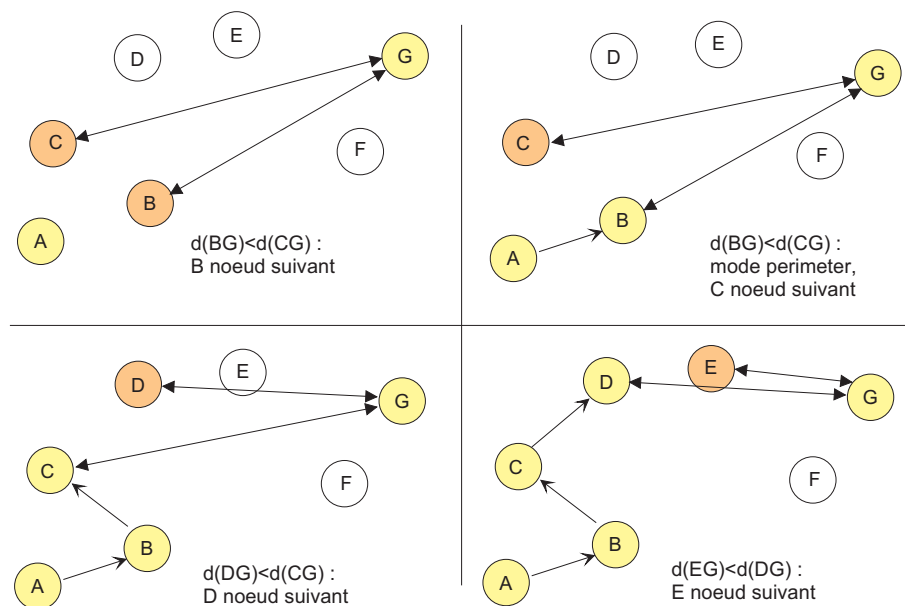 E
D
G
C
F
B
A
d(BG)<d(CG) :
B noeud suivant
E
D
G
C
F
B
A
d(BG)<d(CG) :
mode perimeter,
C noeud suivant
E
D
G
C
F
B
A
d(DG)<d(CG) :
D noeud suivant
E
D
G
C
F
B
A
d(EG)<d(DG) :
E noeud suivant